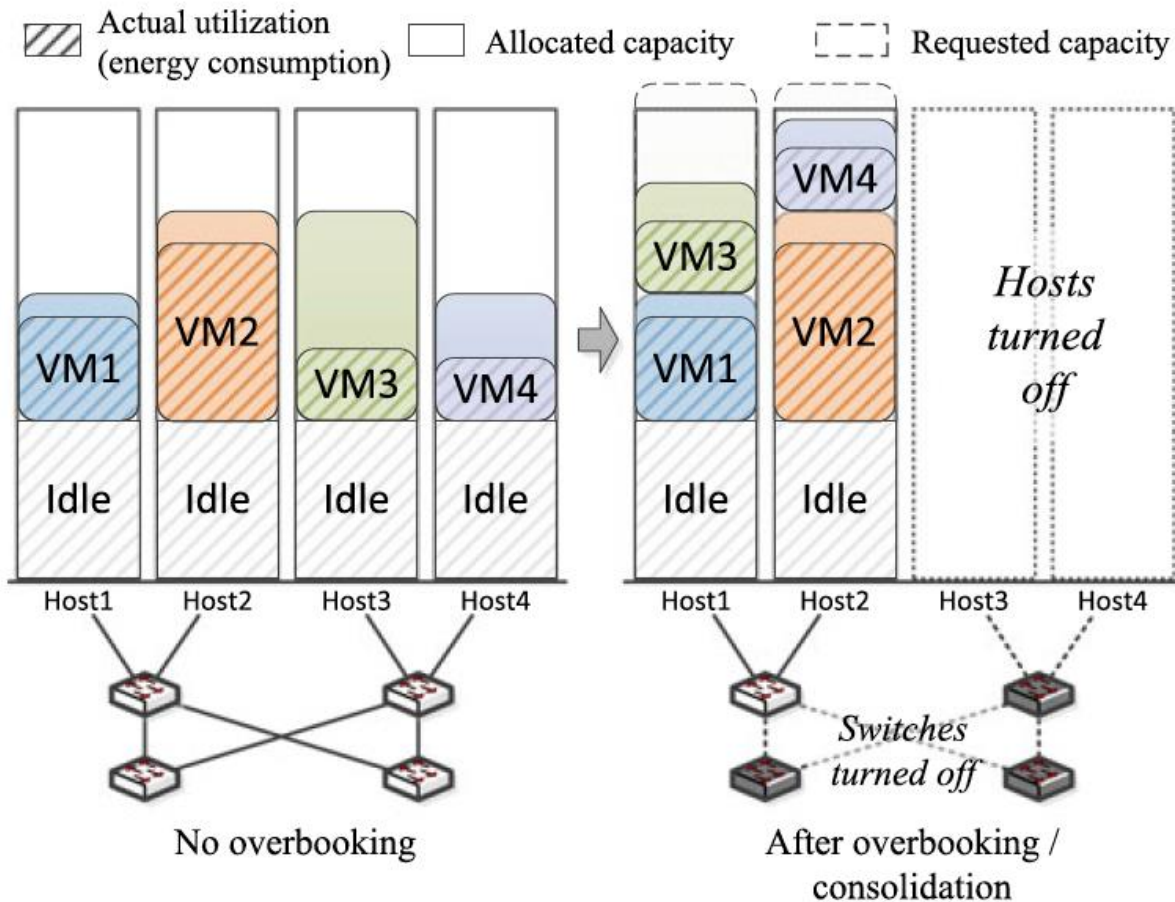 Actual utilization
(energy consumption)
Allocated capacity
Requested capacity
VM1
VM2
VM3
VM4
Idle
Idle
Idle
Idle
Host1
Host2
Host3
Host4
No overbooking
VM3
VM1
VM4
VM2
Idle
Idle
Hosts
turned
off
Host1
Host2
Host3
Host4
Switches
turned off
After overbooking /
consolidation